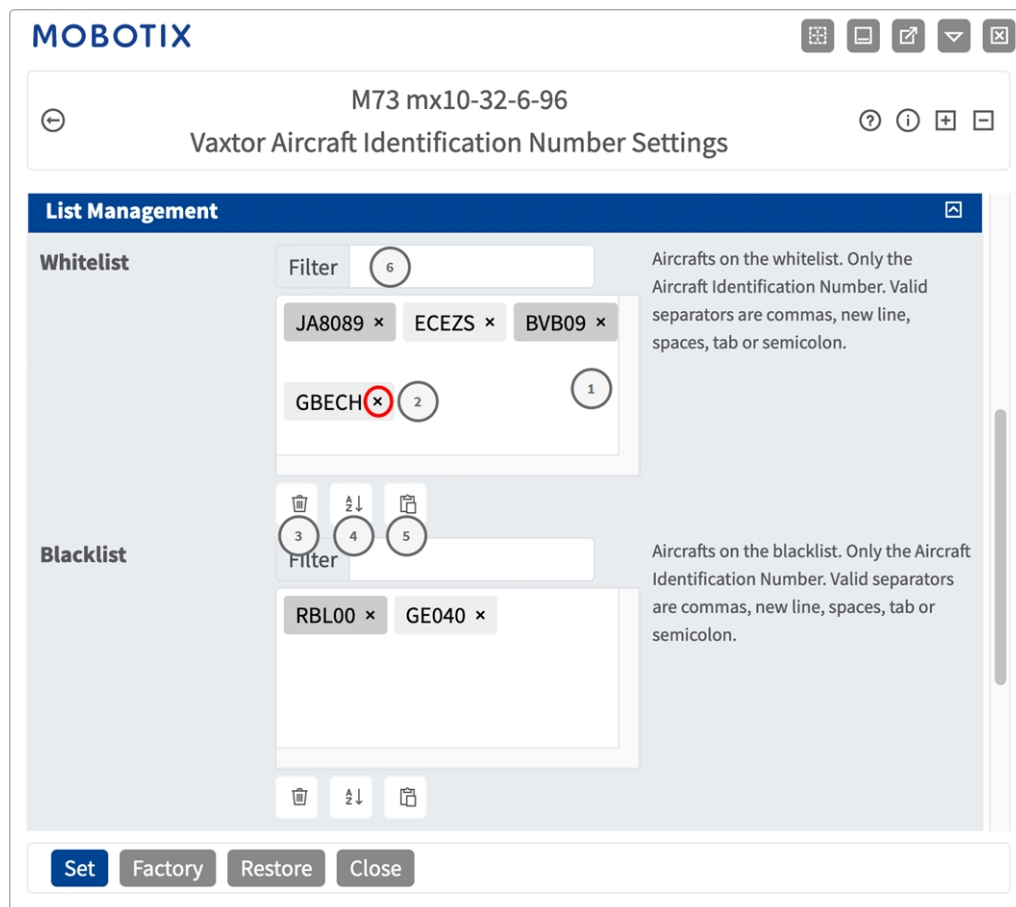 MOBOTIX
M73 mx10-32-6-96
Vaxtor Aircraft Identification Number Settings
List Management
Whitelist
Filter
6
Aircrafts on the whitelist. Only the
Aircraft Identification Number. Valid
separators are commas, new line,
spaces, tab or semicolon.
JA8089 × ECEZS × BVB09 ×
1
GBECH ×
2
3 4 5
Blacklist
Filter
Aircrafts on the blacklist. Only the Aircraft
Identification Number. Valid separators
are commas, new line, spaces, tab or
semicolon.
RBL00 × GE040 ×
Set Factory Restore Close